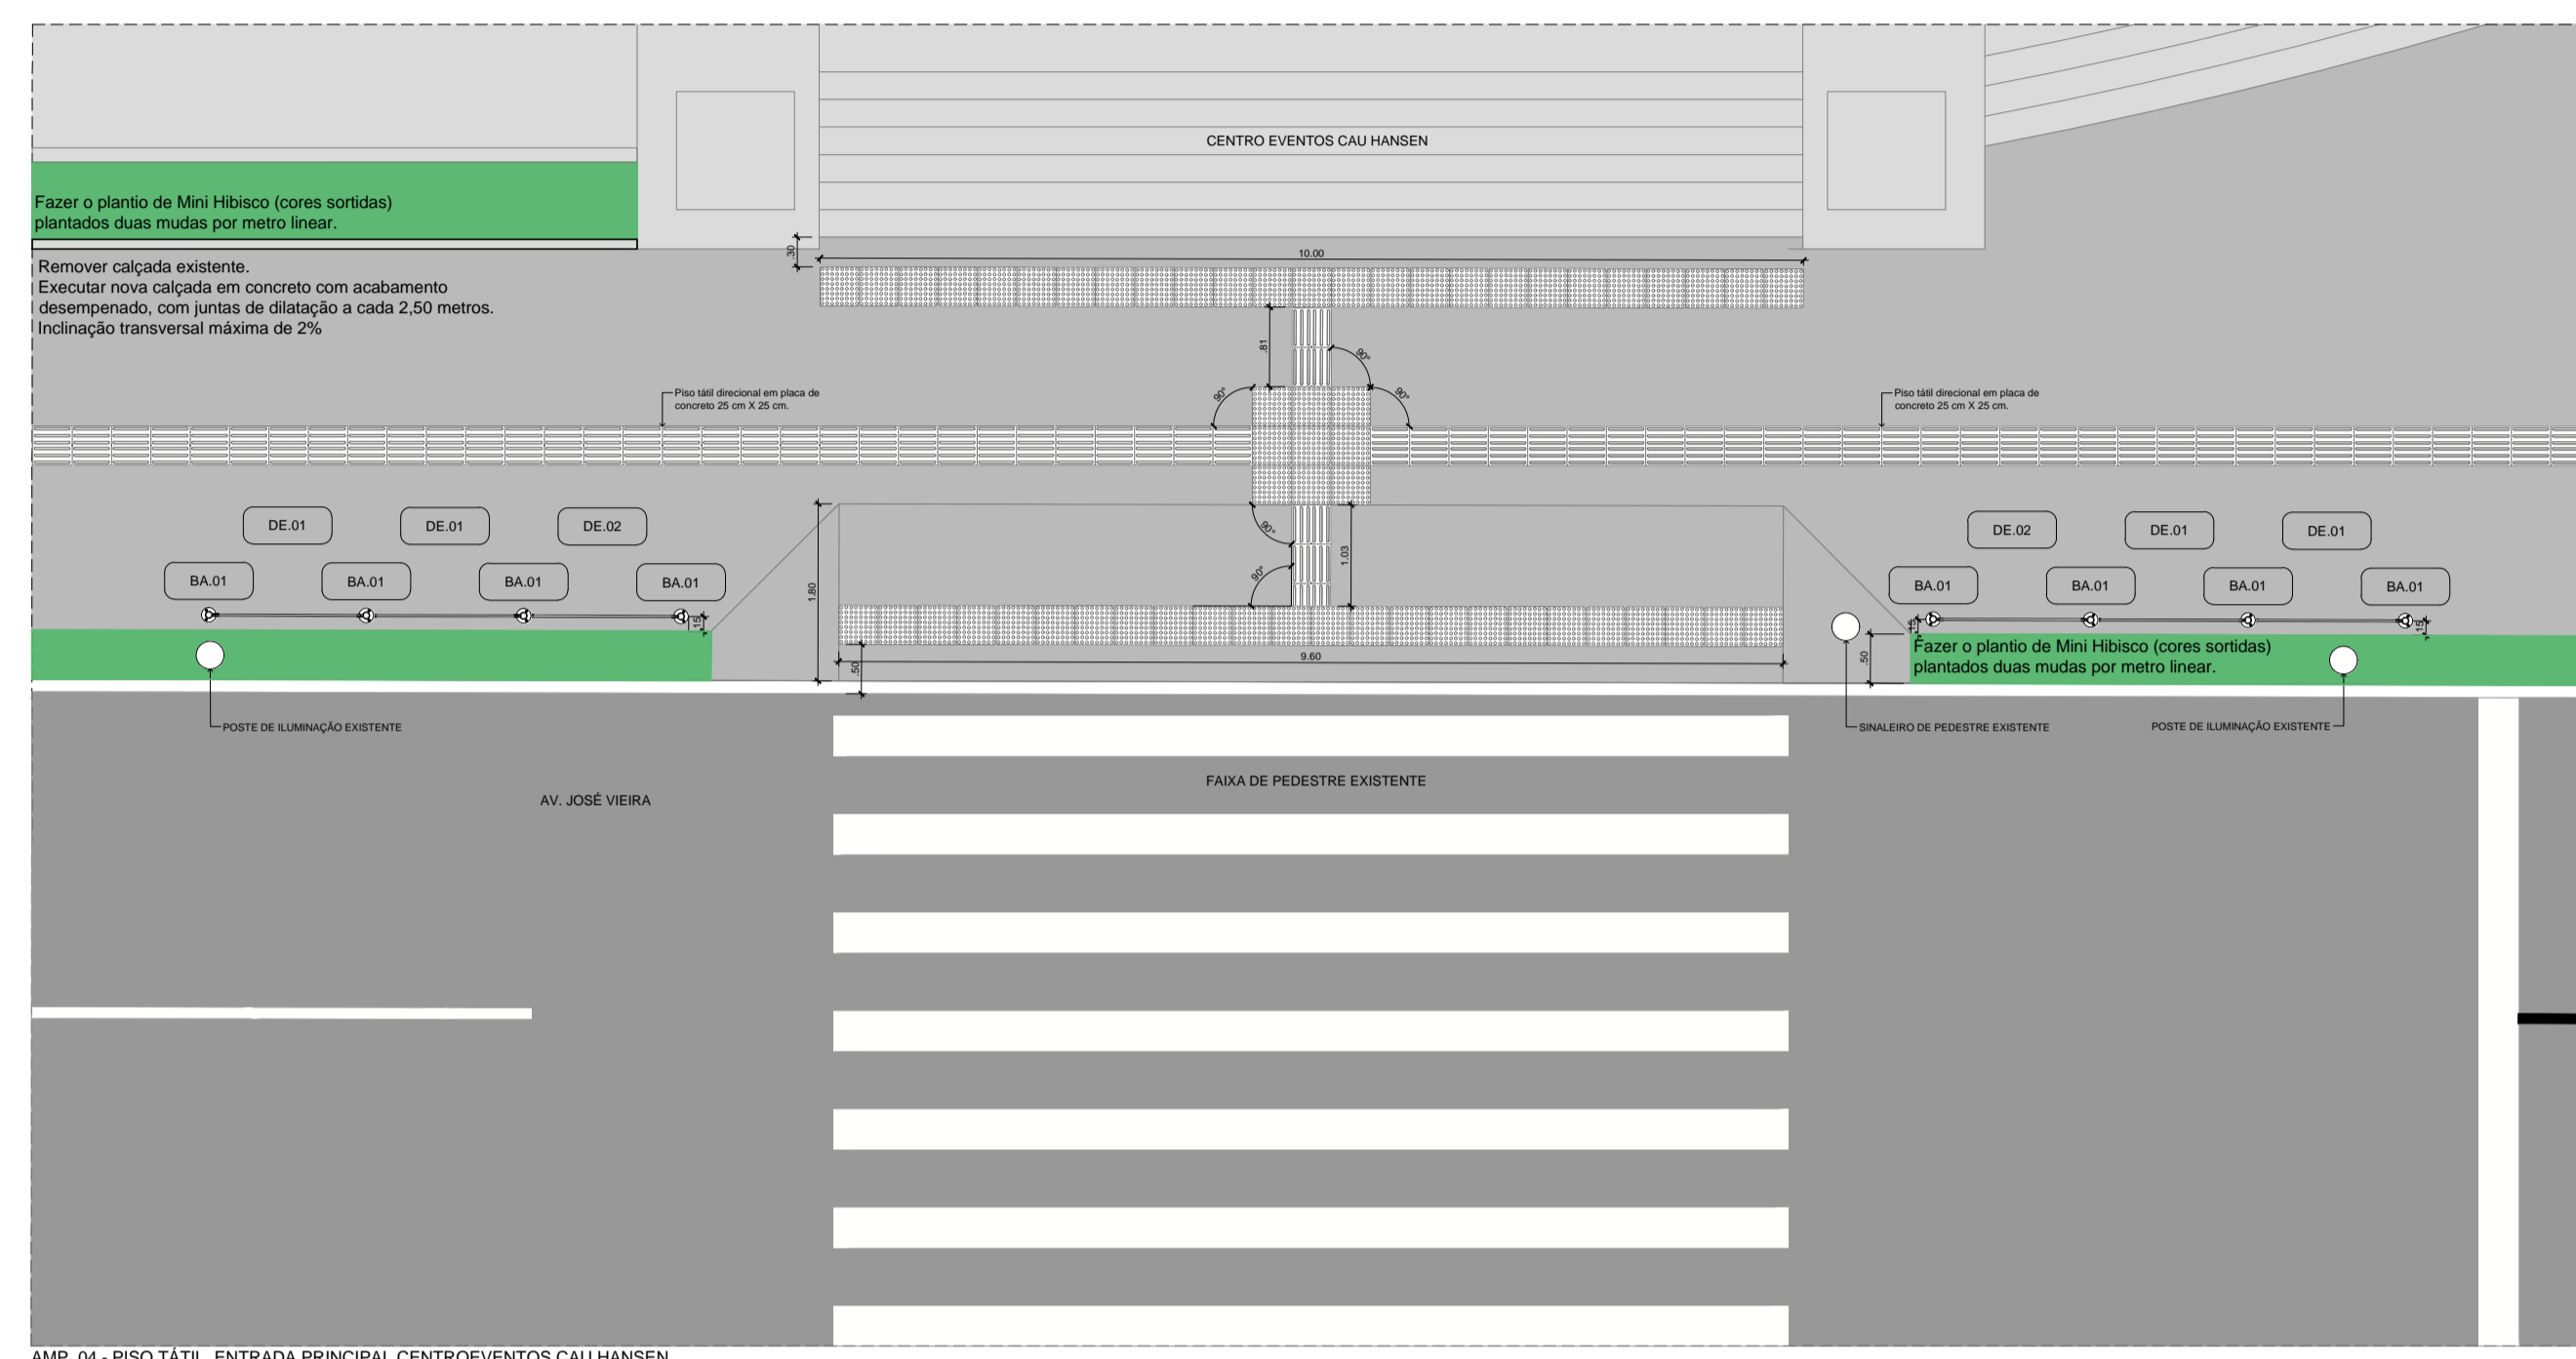 CENTRO EVENTOS CAU HANSEN
Fazer o plantio de Mini Hibisco (cores sortidas)
plantados duas mudas por metro linear.
.30
10.00
Remover calçada existente.
Executar nova calçada em concreto com acabamento
desempenado, com juntas de dilatação a cada 2,50 metros.
Inclinação transversal máxima de 2%
.81
90°
90°
90°
Piso tátil direcional em placa de
concreto 25 cm X 25 cm.
Piso tátil direcional em placa de
concreto 25 cm X 25 cm.
DE.01
DE.01
DE.02
BA.01
BA.01
BA.01
BA.01
.15
1.80
90°
90°
1.03
DE.02
DE.01
DE.01
BA.01
BA.01
BA.01
BA.01
.15
.15
.50
9.60
.50
Fazer o plantio de Mini Hibisco (cores sortidas)
plantados duas mudas por metro linear.
POSTE DE ILUMINAÇÃO EXISTENTE
SINALEIRO DE PEDESTRE EXISTENTE
POSTE DE ILUMINAÇÃO EXISTENTE
AV. JOSÉ VIEIRA
FAIXA DE PEDESTRE EXISTENTE
AMP. 04 - PISO TÁTIL ENTRADA PRINCIPAL CENTROEVENTOS CAU HANSEN